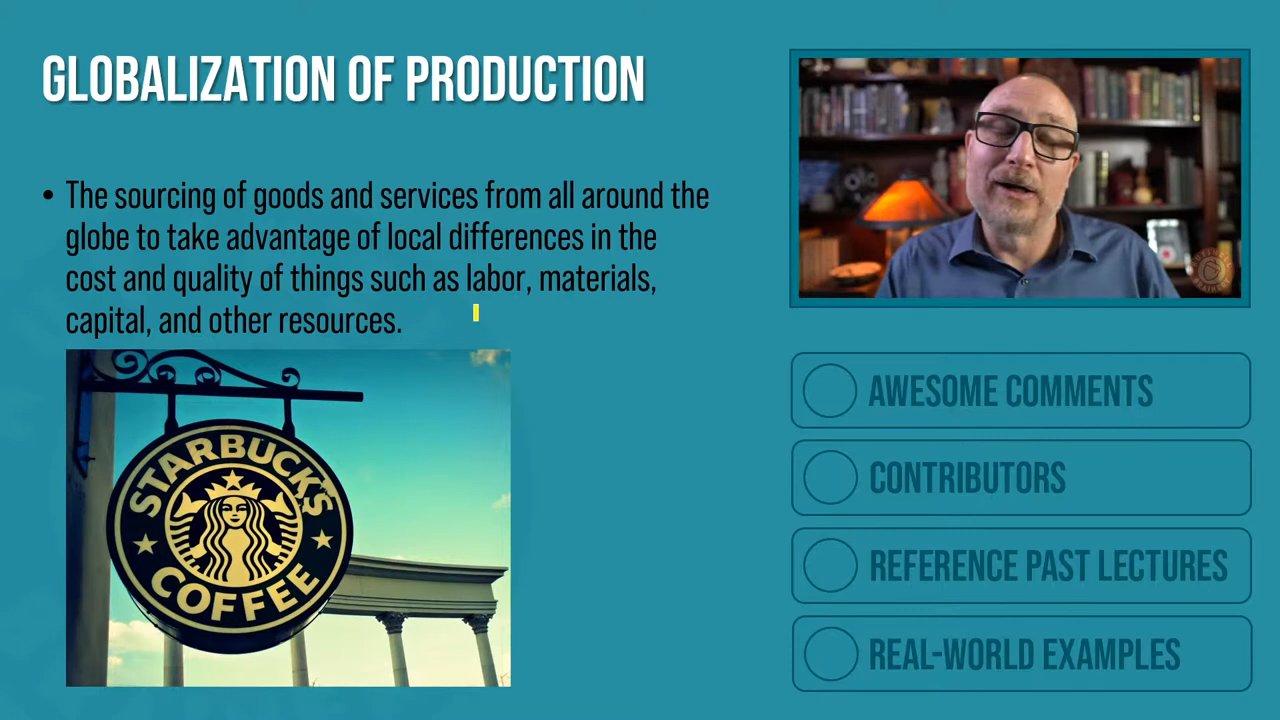 GLOBALIZATION OF PRODUCTION
• The sourcing of goods and services from all around the
globe to take advantage of local differences in the
cost and quality of things such as labor, materials,
capital, and other resources.
STARBUCKS
COFFEE
AWESOME COMMENTS
CONTRIBUTORS
REFERENCE PAST LECTURES
REAL-WORLD EXAMPLES